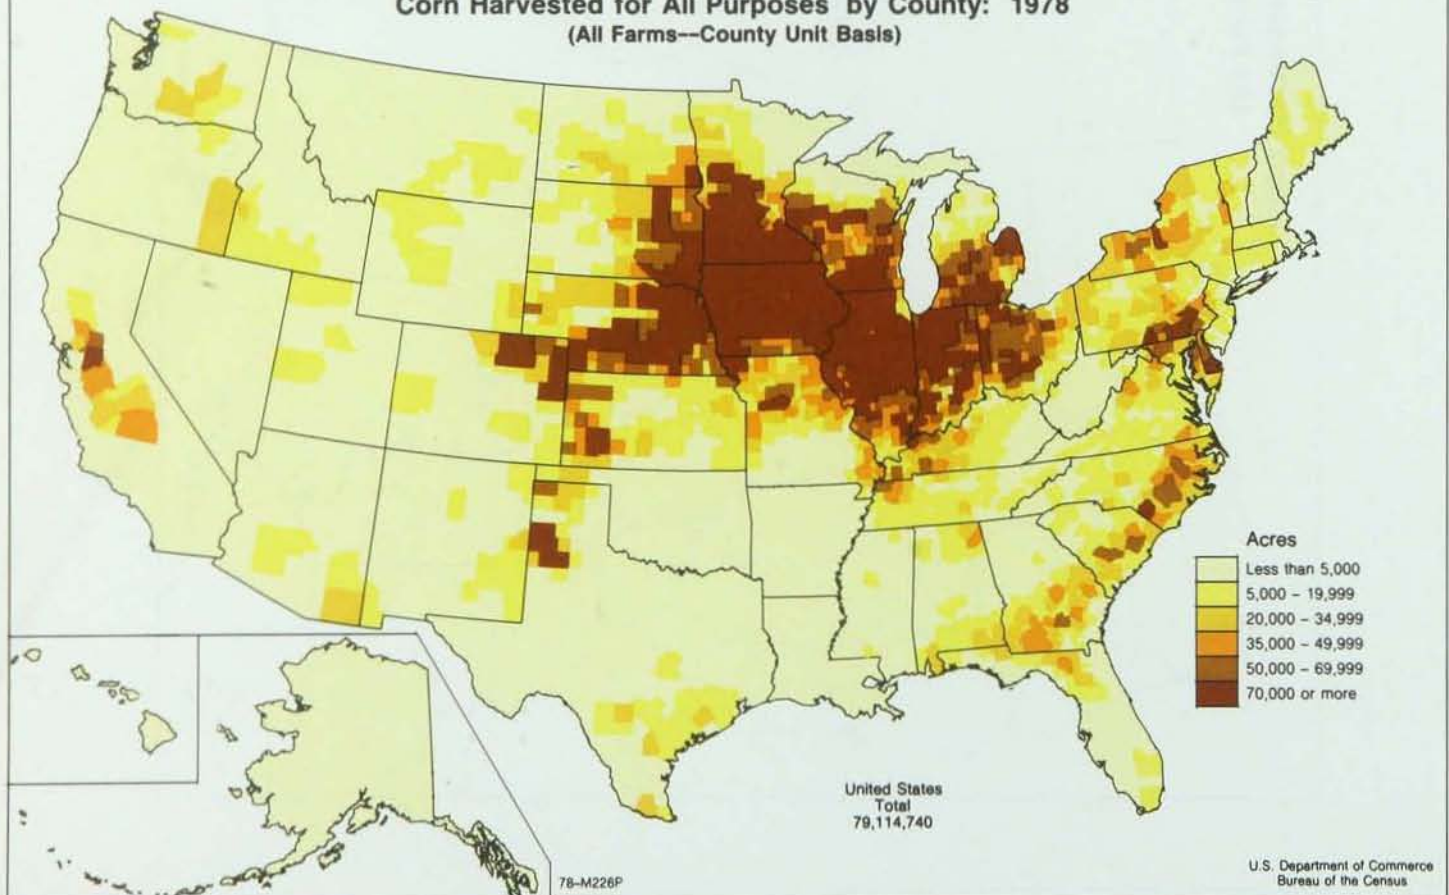 Corn Harvested for All Purposes by County: 1978
(All Farms--County Unit Basis)
Acres
Less than 5,000
5,000 - 19,999
20,000 - 34,999
35,000 - 49,999
50,000 - 69,999
70,000 or more
United States
Total
79,114,740
78-M226P
U.S. Department of Commerce
Bureau of the Census